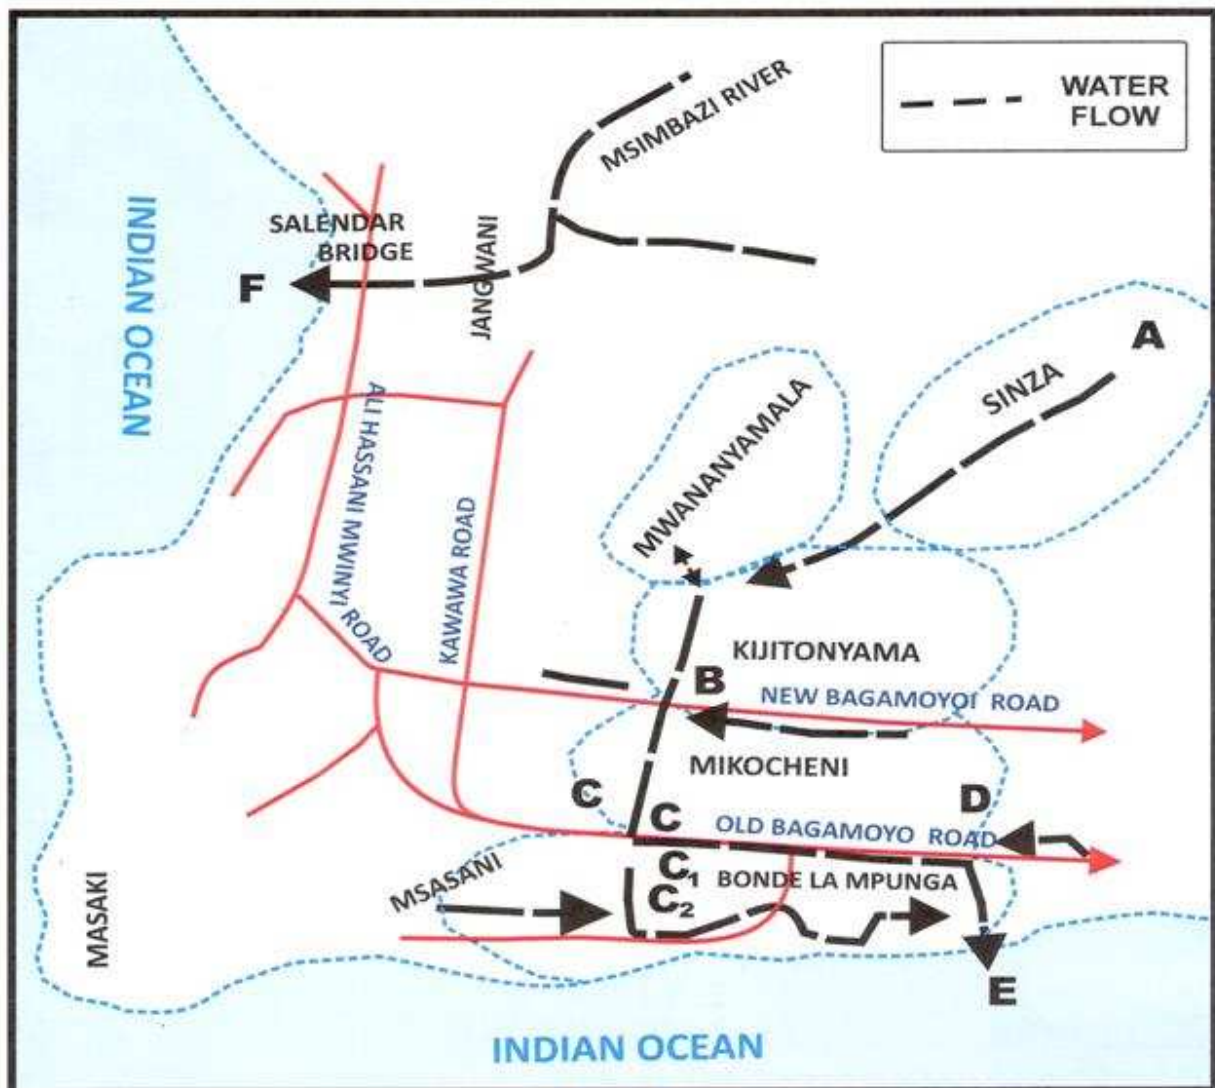 WATER
FLOW
MSIMBAZI RIVER
INDIAN OCEAN
SALENDAR
BRIDGE
JANGWANI
F
A
SINZA
MWANANYAMALA
ALI HASSANI MWINYI ROAD
KAWAWA ROAD
KIJITONYAMA
B
NEW BAGAMOYOI ROAD
MIKOCHENI
C
C
D
OLD BAGAMOYO ROAD
C1
BONDE LA MPUNGA
MSASANI
C2
MASAKI
E
INDIAN OCEAN